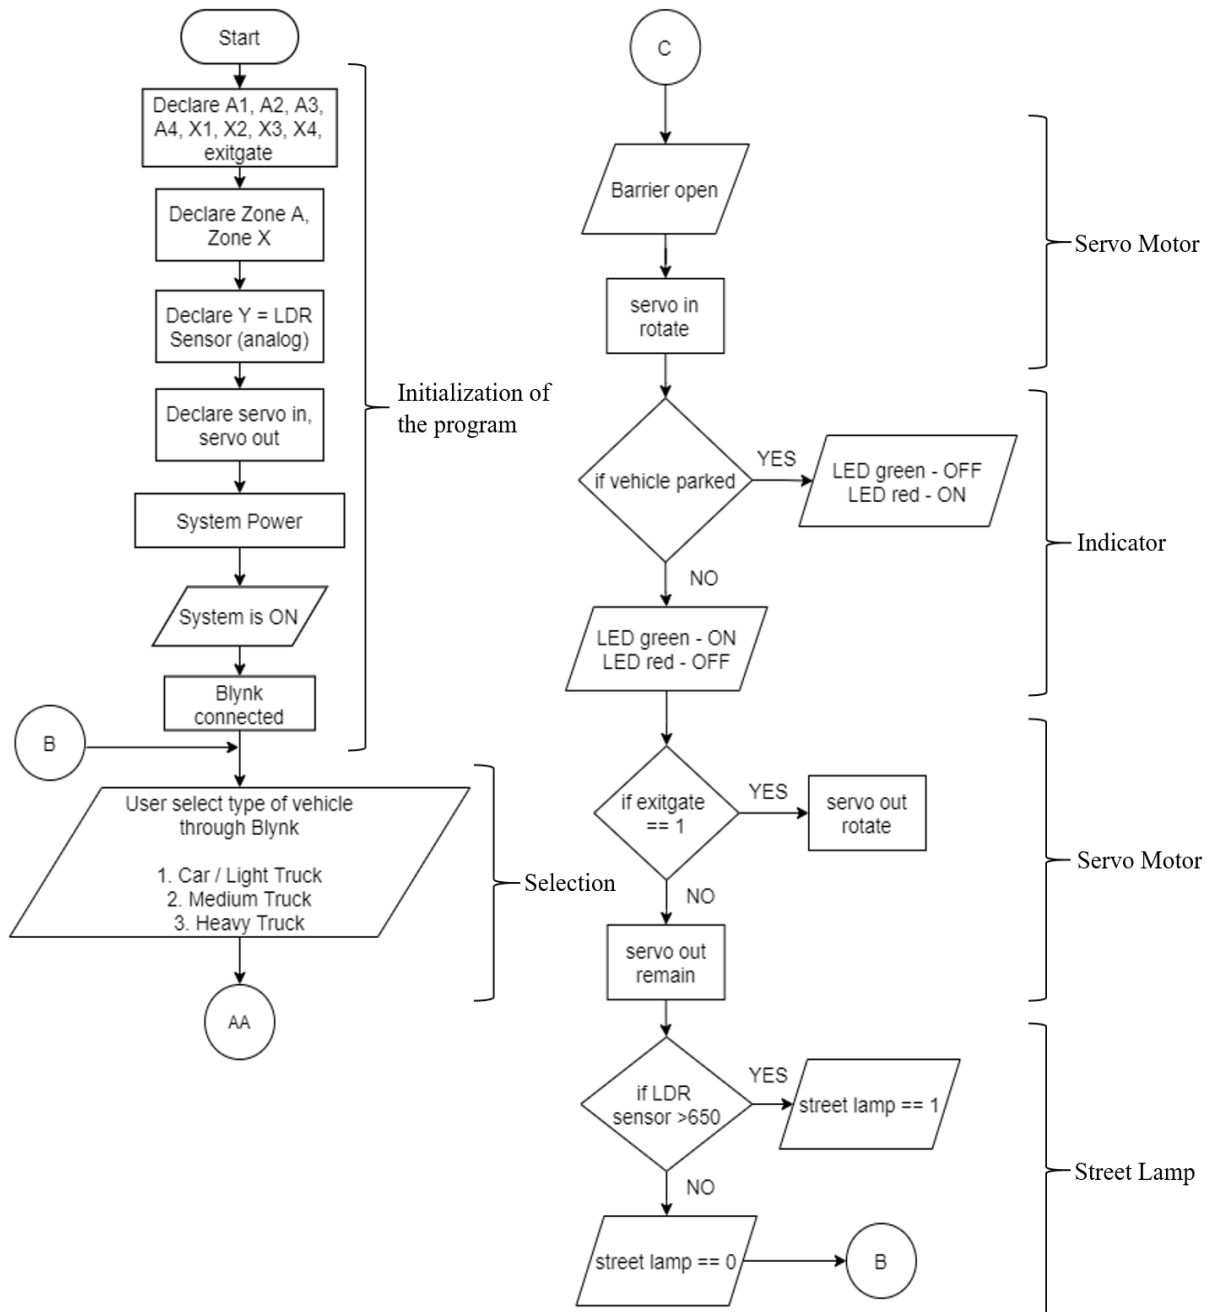 Start
Declare A1, A2, A3,
A4, X1, X2, X3, X4,
exitgate
Declare Zone A,
Zone X
Declare Y = LDR
Sensor (analog)
Declare servo in,
servo out
System Power
System is ON
Blynk
connected
Initialization of
the program
B
User select type of vehicle
through Blynk
1. Car / Light Truck
2. Medium Truck
3. Heavy Truck
Selection
AA
C
Barrier open
servo in
rotate
Servo Motor
if vehicle parked
YES
LED green - OFF
LED red - ON
NO
LED green - ON
LED red - OFF
Indicator
if exitgate
== 1
YES
servo out
rotate
NO
servo out
remain
Servo Motor
if LDR
sensor >650
YES
street lamp == 1
NO
street lamp == 0
B
Street Lamp